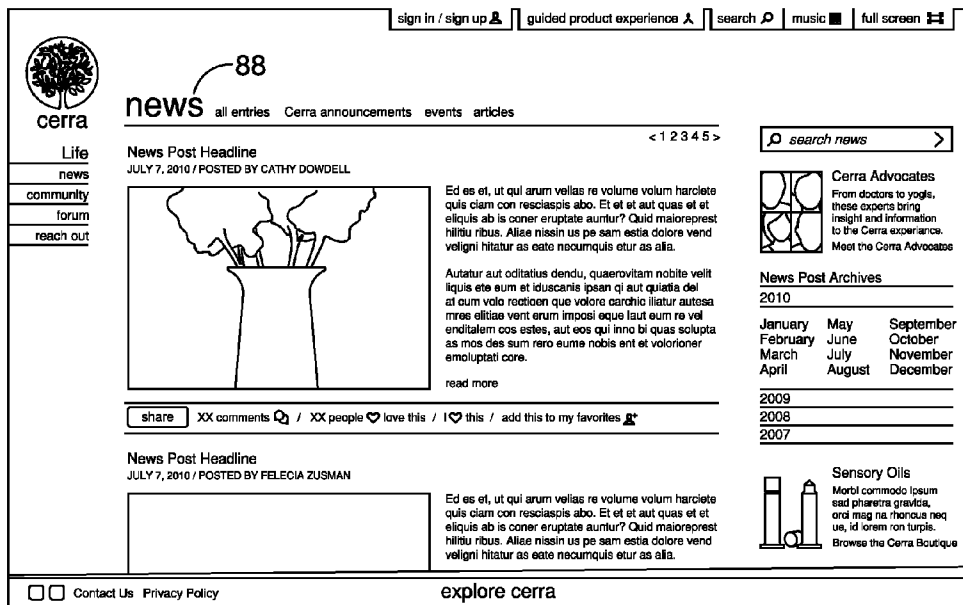 sign in / sign up
guided product experience
search
music
full screen
88
cerra
news all entries Cerra announcements events articles
< 1 2 3 4 5 >
Life
news
community
forum
reach out
News Post Headline
JULY 7, 2010 / POSTED BY CATHY DOWDELL
Ed es et, ut qui arum vellas re volume volum harciete
quis ciam con resciaspis abo. Et et et aut quas et et
eliquis ab is coner eruptate auntur? Quid maioreprest
hilitiu ribus. Aliae nissin us pe sam estia dolore vend
veligni hitatur as eate necumquis etur as alia.
Autatur aut oditatius dendu, quaerovitam nobite velit
liquis ete eum et iduscanis ipsan qi aut quiatia del
at cum volo rectioen que volore carchic iliatur autesa
mres elitiae vent erum imposi eque laut eum re vel
enditalem cos estes, aut eos qui inno bi quas solupta
as mos des sum rero eume nobis ent et volorioner
emoluptati core.
read more
share XX comments / XX people love this / I this / add this to my favorites
News Post Headline
JULY 7, 2010 / POSTED BY FELECIA ZUSMAN
Ed es et, ut qui arum vellas re volume volum harciete
quis ciam con resciaspis abo. Et et et aut quas et et
eliquis ab is coner eruptate auntur? Quid maioreprest
hilitiu ribus. Aliae nissin us pe sam estia dolore vend
veligni hitatur as eate necumquis etur as alia.
search news
Cerra Advocates
From doctors to yogis,
these experts bring
insight and information
to the Cerra experiance.
Meet the Cerra Advocates
News Post Archives
2010
January May September
February June October
March July November
April August December
2009
2008
2007
Sensory Oils
Morbi commodo ipsum
sad pharetra gravida,
orci mag na rhoncus neq
ue, id lorem ron turpis.
Browse the Cerra Boutique
Contact Us Privacy Policy
explore cerra